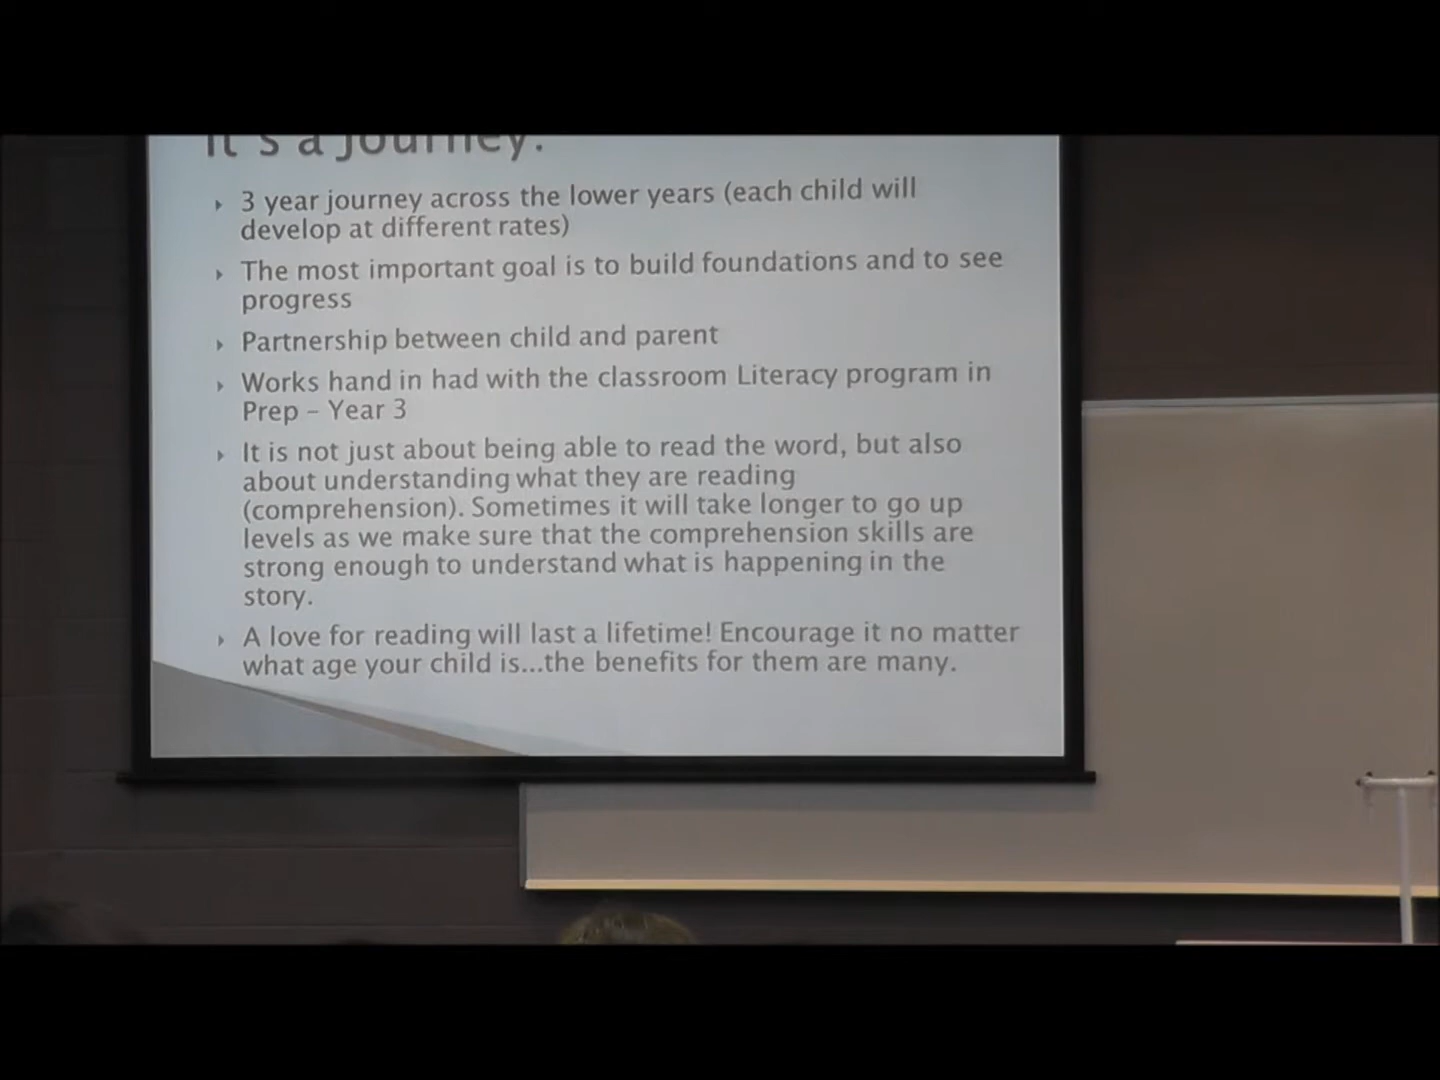 It's a journey.
3 year journey across the lower years (each child will
develop at different rates)
The most important goal is to build foundations and to see
progress
Partnership between child and parent
Works hand in had with the classroom Literacy program in
Prep – Year 3
It is not just about being able to read the word, but also
about understanding what they are reading
(comprehension). Sometimes it will take longer to go up
levels as we make sure that the comprehension skills are
strong enough to understand what is happening in the
story.
A love for reading will last a lifetime! Encourage it no matter
what age your child is...the benefits for them are many.